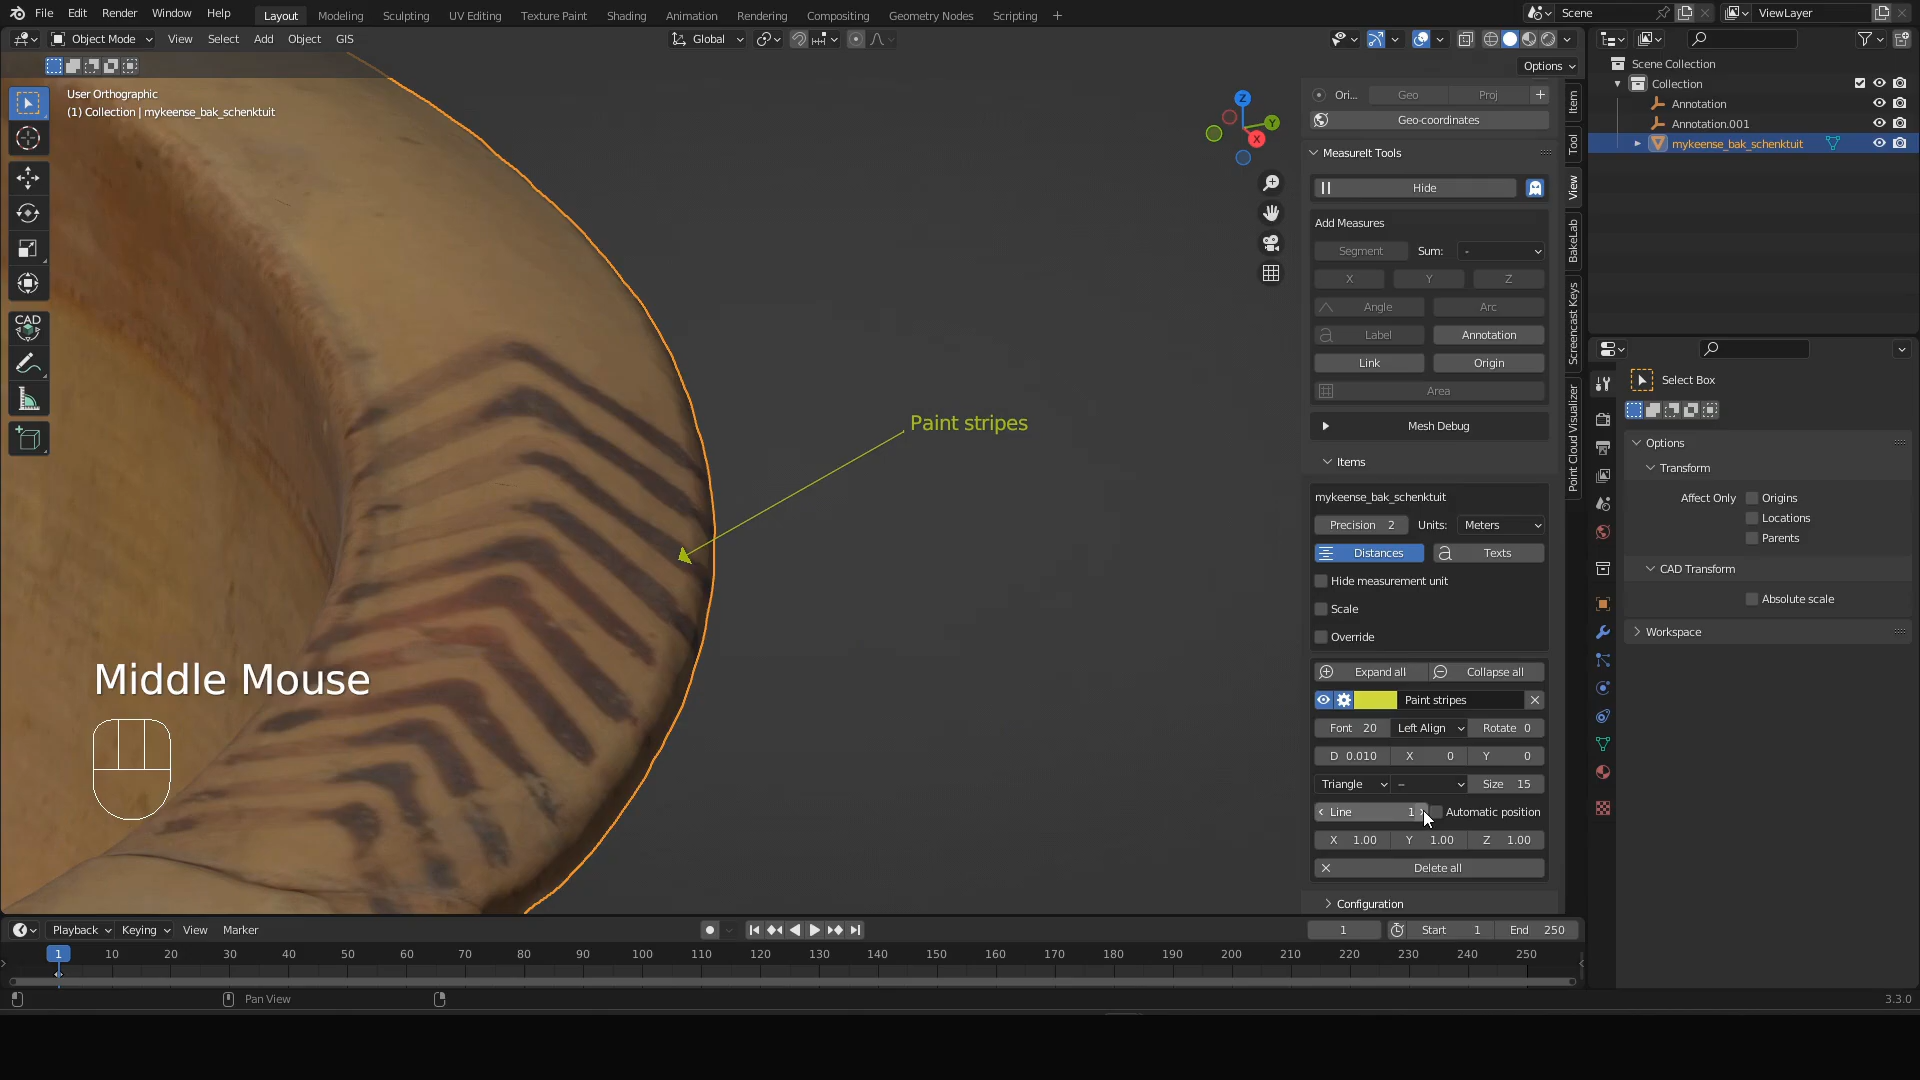 File Edit Render Window Help
Layout Modeling Sculpting UV Editing Texture Paint Shading Animation Rendering Compositing Geometry Nodes Scripting +
Scene
ViewLayer
Object Mode View Select Add Object GIS
Global
Options
User Orthographic
(1) Collection | mykeense_bak_schenktuit
Z
Y
X
CAD
Paint stripes
Middle Mouse
Ori... Geo Proj +
Geo-coordinates
MeasureIt Tools
Hide
Add Measures
Segment Sum: -
X Y Z
Angle Arc
a Label Annotation
Link Origin
Area
Mesh Debug
Items
mykeense_bak_schenktuit
Precision 2 Units: Meters
Distances a Texts
Hide measurement unit
Scale
Override
Expand all Collapse all
Paint stripes
Font 20 Left Align Rotate 0
D 0.010 X 0 Y 0
Triangle -- Size 15
Line 1 Automatic position
X 1.00 Y 1.00 Z 1.00
Delete all
Configuration
Item
Tool
View
BakeLab
Screencast Keys
Point Cloud Visualizer
Scene Collection
Collection
Annotation
Annotation.001
mykeense_bak_schenktuit
Select Box
Options
Transform
Affect Only Origins
Locations
Parents
CAD Transform
Absolute scale
Workspace
Playback Keying View Marker
1 Start 1 End 250
1 10 20 30 40 50 60 70 80 90 100 110 120 130 140 150 160 170 180 190 200 210 220 230 240 250
Pan View
3.3.0